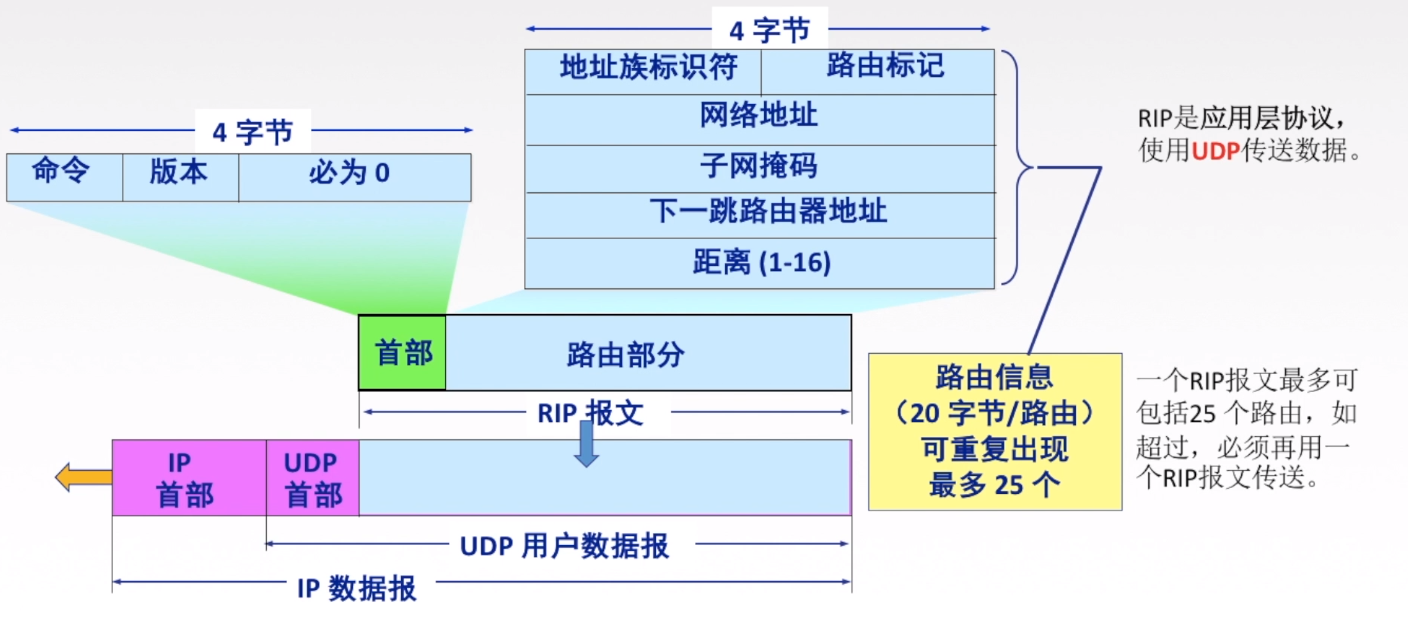 4 字节
命令
版本
必为 0
4 字节
地址族标识符
路由标记
网络地址
子网掩码
下一跳路由器地址
距离 (1-16)
RIP是应用层协议，
使用UDP传送数据。
首部
路由部分
RIP 报文
路由信息
（20 字节/路由）
可重复出现
最多 25 个
一个RIP报文最多可
包括25 个路由，如
超过，必须再用一
个RIP报文传送。
IP
首部
UDP
首部
UDP 用户数据报
IP 数据报